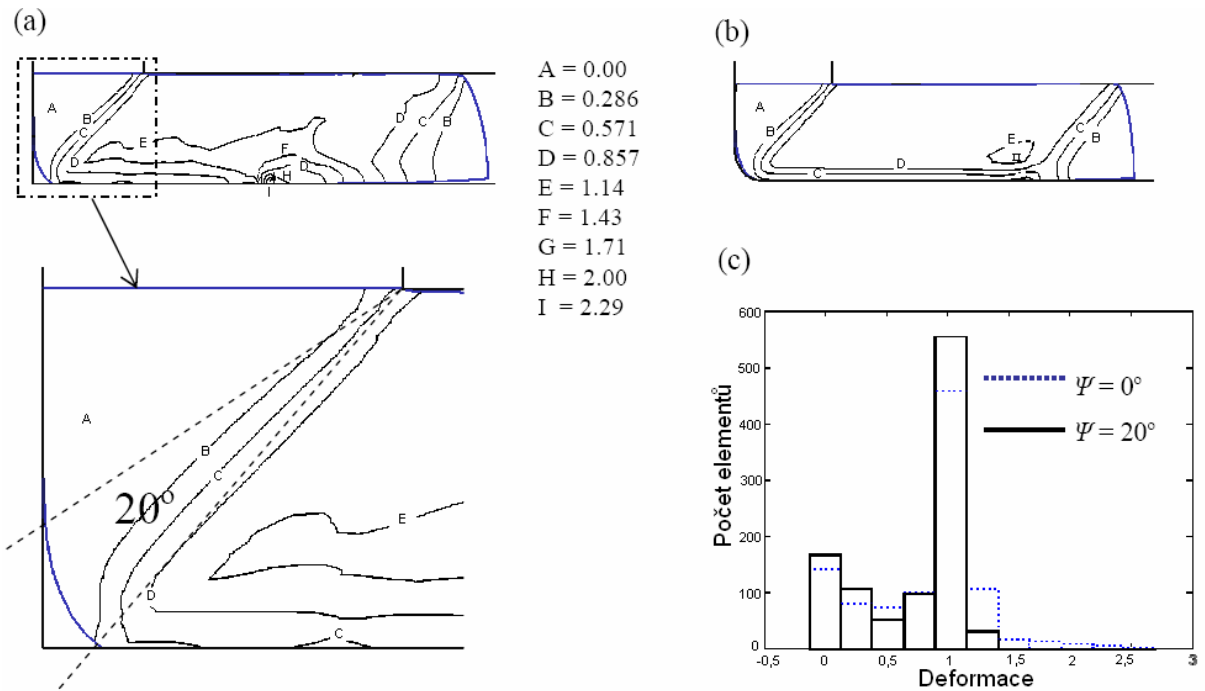 (a)
A
B
C
D
E
F
D
H
I
D
C
B
A = 0.00
B = 0.286
C = 0.571
D = 0.857
E = 1.14
F = 1.43
G = 1.71
H = 2.00
I = 2.29
(b)
A
B
C
D
E
C
B
A
B
C
20°
E
D
C
(c)
600
500
400
300
200
100
0
-0,5
0
0,5
1
1,5
2
2,5
3
Počet elementů
Deformace
Ψ = 0°
Ψ = 20°